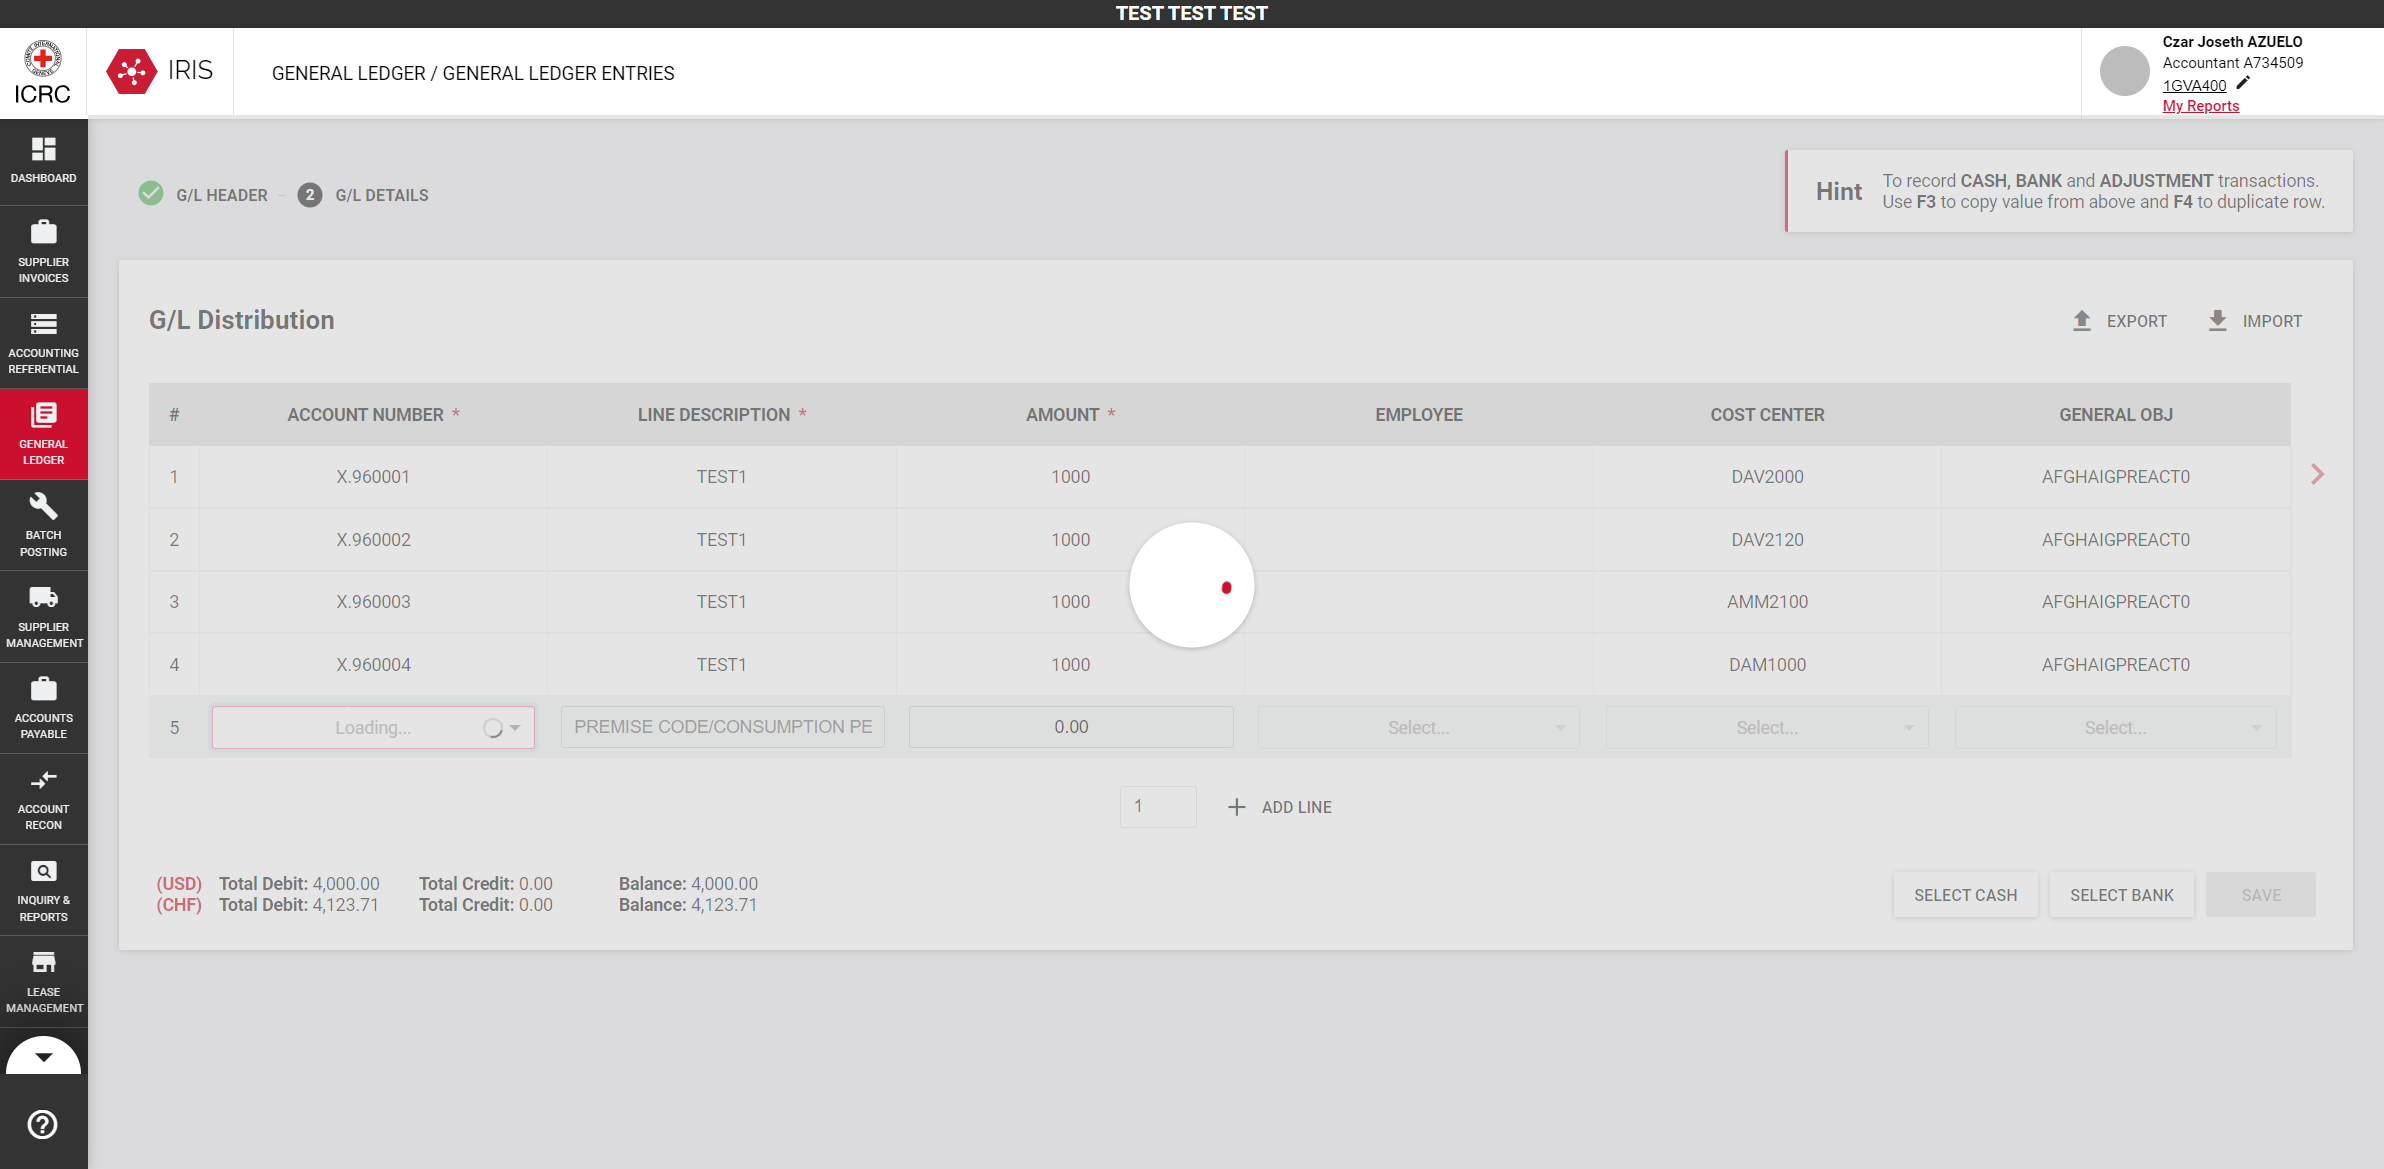 TEST TEST TEST
ICRC
IRIS
GENERAL LEDGER / GENERAL LEDGER ENTRIES
Czar Joseth AZUELO
Accountant A734509
1GVA400
My Reports
DASHBOARD
SUPPLIER
INVOICES
ACCOUNTING
REFERENTIAL
GENERAL
LEDGER
BATCH
POSTING
SUPPLIER
MANAGEMENT
ACCOUNTS
PAYABLE
ACCOUNT
RECON
INQUIRY &
REPORTS
LEASE
MANAGEMENT
G/L HEADER
2 G/L DETAILS
Hint
To record CASH, BANK and ADJUSTMENT transactions.
Use F3 to copy value from above and F4 to duplicate row.
G/L Distribution
EXPORT
IMPORT
# ACCOUNT NUMBER * LINE DESCRIPTION * AMOUNT * EMPLOYEE COST CENTER GENERAL OBJ
1 X.960001 TEST1 1000 DAV2000 AFGHAIGPREACT0
2 X.960002 TEST1 1000 DAV2120 AFGHAIGPREACT0
3 X.960003 TEST1 1000 AMM2100 AFGHAIGPREACT0
4 X.960004 TEST1 1000 DAM1000 AFGHAIGPREACT0
5 Loading... PREMISE CODE/CONSUMPTION PE 0.00 Select... Select... Select...
1 ADD LINE
(USD) Total Debit: 4,000.00 Total Credit: 0.00 Balance: 4,000.00
(CHF) Total Debit: 4,123.71 Total Credit: 0.00 Balance: 4,123.71
SELECT CASH
SELECT BANK
SAVE